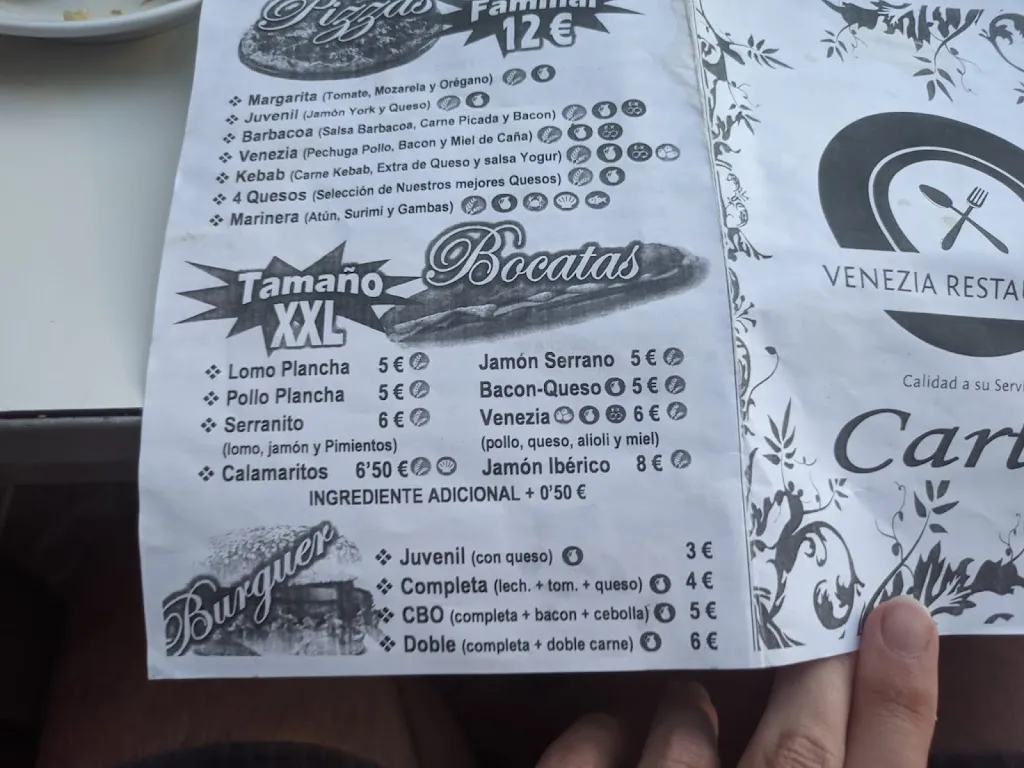 Pizzas
Familiar
12 €
Margarita (Tomate, Mozarela y Orégano)
Juvenil (Jamón York y Queso)
Barbacoa (Salsa Barbacoa, Carne Picada y Bacon)
Venezia (Pechuga Pollo, Bacon y Miel de Caña)
Kebab (Carne Kebab, Extra de Queso y salsa Yogur)
4 Quesos (Selección de Nuestros mejores Quesos)
Marinera (Atún, Surimi y Gambas)
Tamaño
XXL
Bocatas
Lomo Plancha 5 €
Pollo Plancha 5 €
Serranito 6 €
(lomo, jamón y Pimientos)
Calamaritos 6'50 €
Jamón Serrano 5 €
Bacon-Queso 5 €
Venezia 6 €
(pollo, queso, alioli y miel)
Jamón Ibérico 8 €
INGREDIENTE ADICIONAL + 0'50 €
Burguer
Juvenil (con queso) 3 €
Completa (lech. + tom. + queso) 4 €
CBO (completa + bacon + cebolla) 5 €
Doble (completa + doble carne) 6 €
VENEZIA RESTA
Calidad a su Servi
Cart